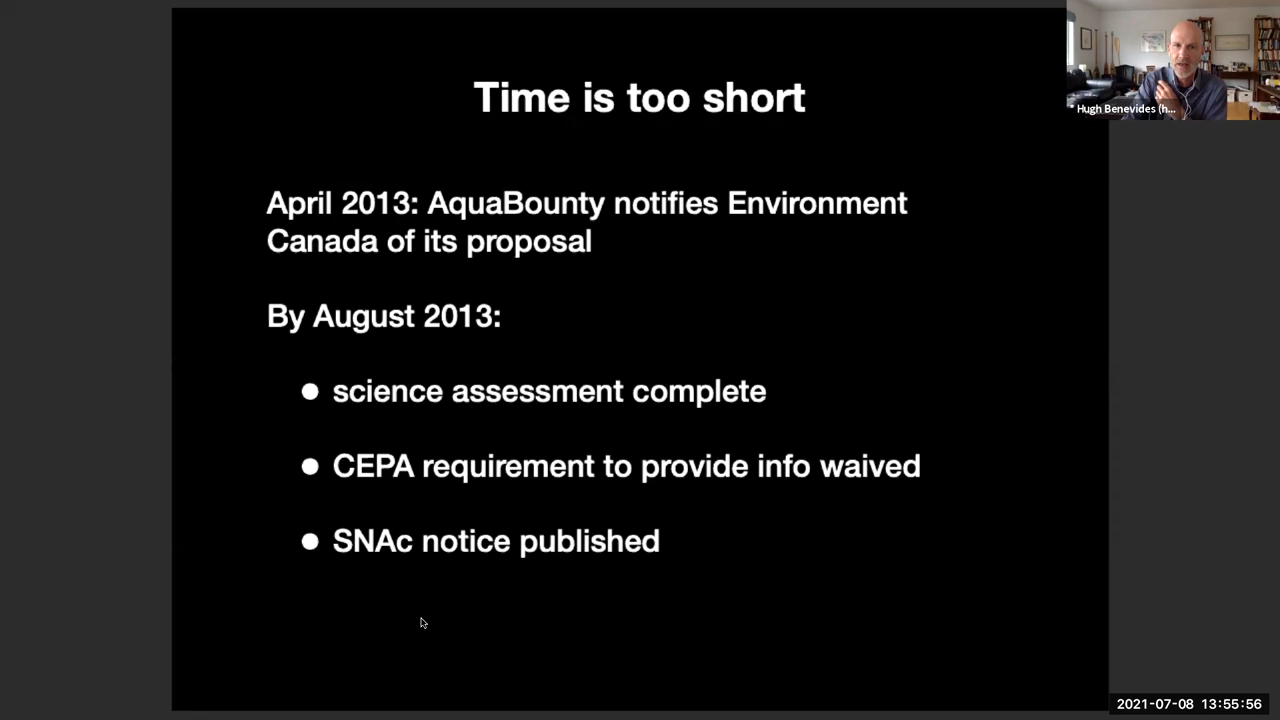 Time is too short
Hugh Benevides (h...
April 2013: AquaBounty notifies Environment
Canada of its proposal
By August 2013:
● science assessment complete
● CEPA requirement to provide info waived
● SNAc notice published
2021-07-08 13:55:56